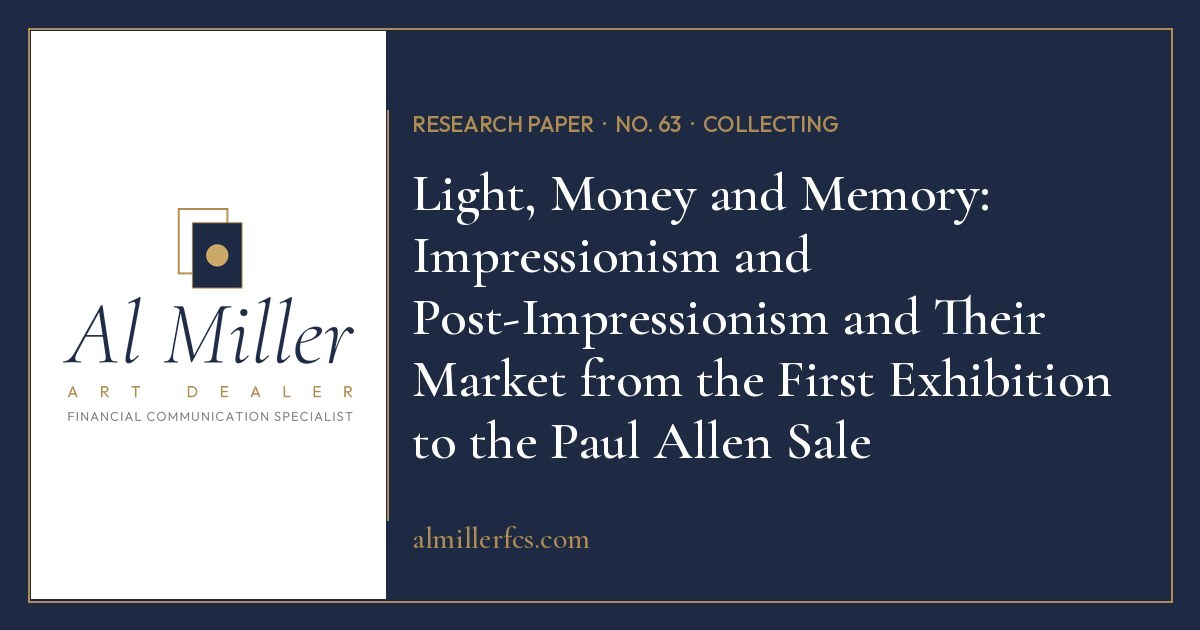 Al Miller
ART DEALER
FINANCIAL COMMUNICATION SPECIALIST
RESEARCH PAPER · NO. 63 · COLLECTING
Light, Money and Memory:
Impressionism and
Post-Impressionism and Their
Market from the First Exhibition
to the Paul Allen Sale
almillerfcs.com